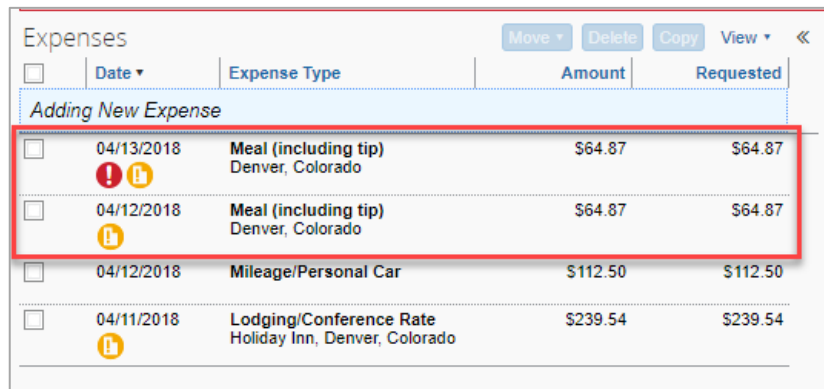 Expenses Move Delete Copy View
Date Expense Type Amount Requested
Adding New Expense
04/13/2018 Meal (including tip) $64.87 $64.87
Denver, Colorado
04/12/2018 Meal (including tip) $64.87 $64.87
Denver, Colorado
04/12/2018 Mileage/Personal Car $112.50 $112.50
04/11/2018 Lodging/Conference Rate $239.54 $239.54
Holiday Inn, Denver, Colorado